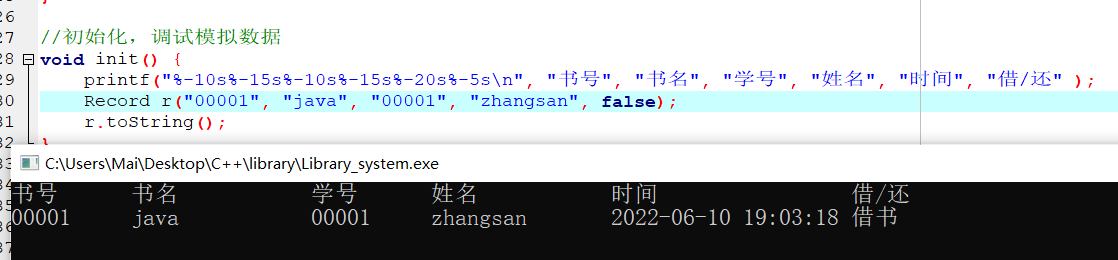 26
27 //初始化，调试模拟数据
28 void init() {
29 printf("%-10s%-15s%-10s%-15s%-20s%-5s\n", "书号", "书名", "学号", "姓名", "时间", "借/还" );
30 Record r("00001", "java", "00001", "zhangsan", false);
31 r.toString();
32 }
C:\Users\Mai\Desktop\C++\library\Library_system.exe
书号 书名 学号 姓名 时间 借/还
00001 java 00001 zhangsan 2022-06-10 19:03:18 借书